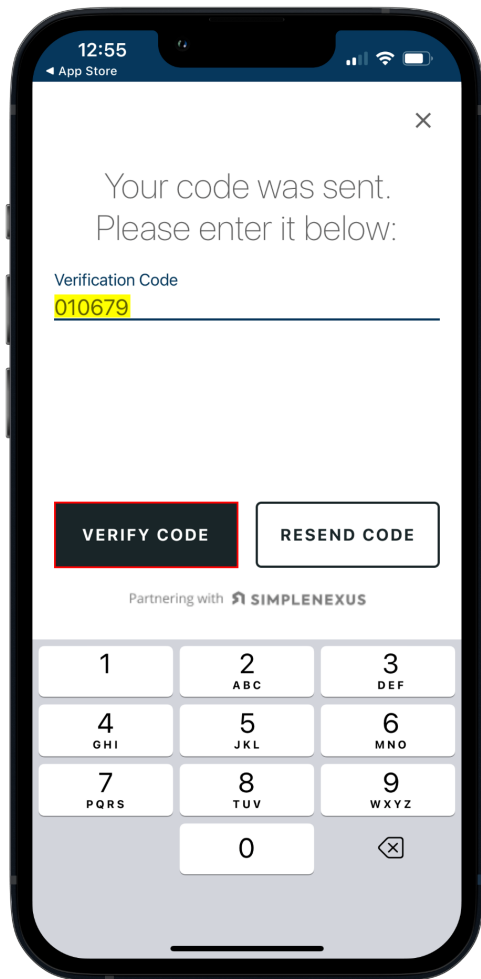 12:55
◀ App Store
×
Your code was sent.
Please enter it below:
Verification Code
010679
VERIFY CODE
RESEND CODE
Partnering with SIMPLENEXUS
1
2
ABC
3
DEF
4
GHI
5
JKL
6
MNO
7
PQRS
8
TUV
9
WXYZ
0